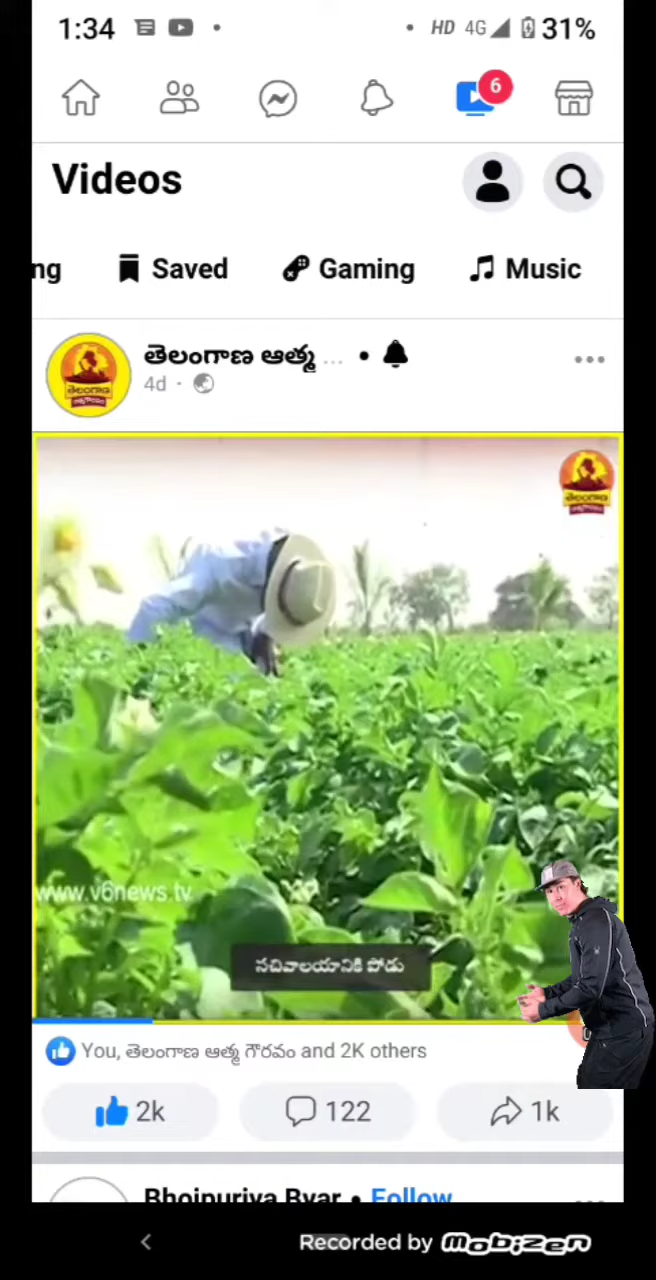 1:34 HD 4G 31%
6
Videos
ng Saved Gaming Music
తెలంగాణ ఆత్మ ... •
4d ·
తెలంగాణ
తెలంగాణ
www.v6news.tv
సచివాలయానికి పోడు
You, తెలంగాణ ఆత్మ గౌరవం and 2K others
2k 122 1k
Bhojpuriya Byar • Follow
Recorded by mobizen